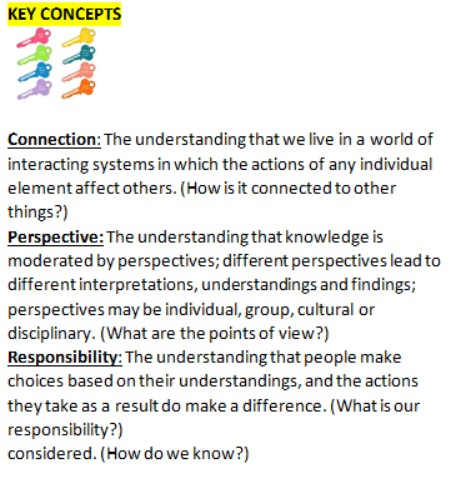 KEY CONCEPTS
Connection: The understanding that we live in a world of
interacting systems in which the actions of any individual
element affect others. (How is it connected to other
things?)
Perspective: The understanding that knowledge is
moderated by perspectives; different perspectives lead to
different interpretations, understandings and findings;
perspectives may be individual, group, cultural or
disciplinary. (What are the points of view?)
Responsibility: The understanding that people make
choices based on their understandings, and the actions
they take as a result do make a difference. (What is our
responsibility?)
considered. (How do we know?)